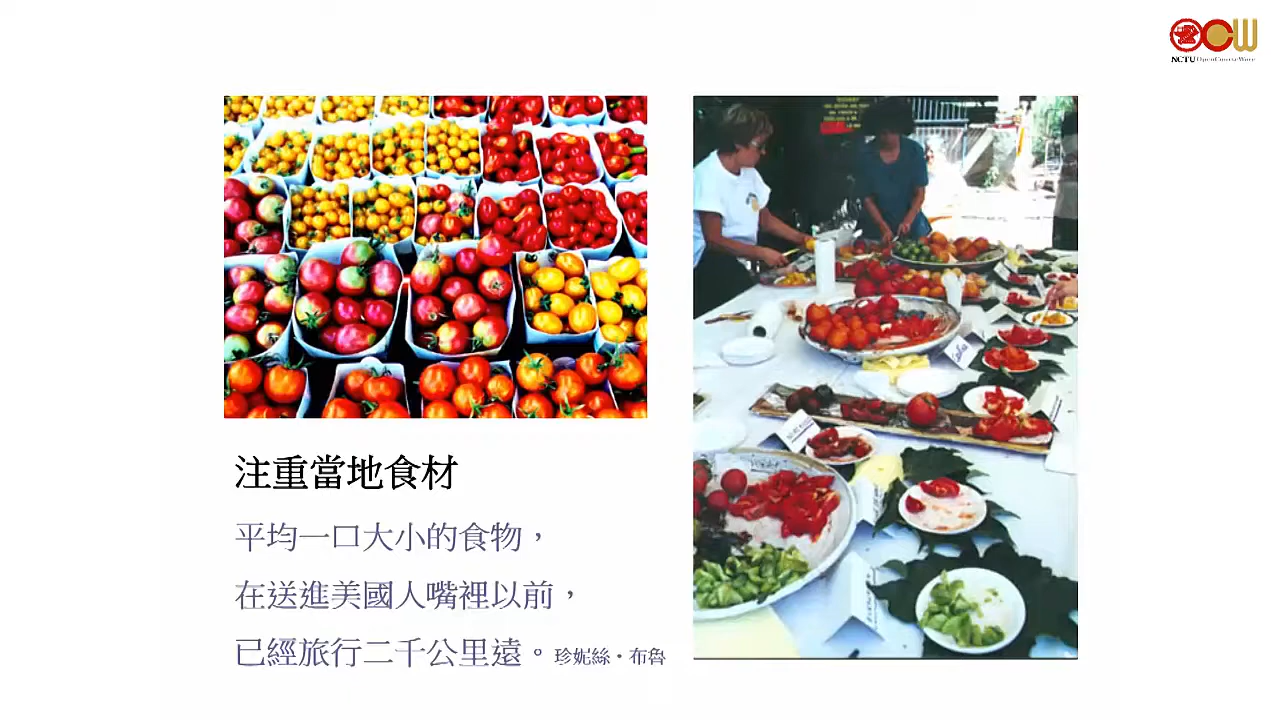 NCTU OpenCourseWare
注重當地食材
平均一口大小的食物，
在送進美國人嘴裡以前，
已經旅行二千公里遠。珍妮絲・布魯